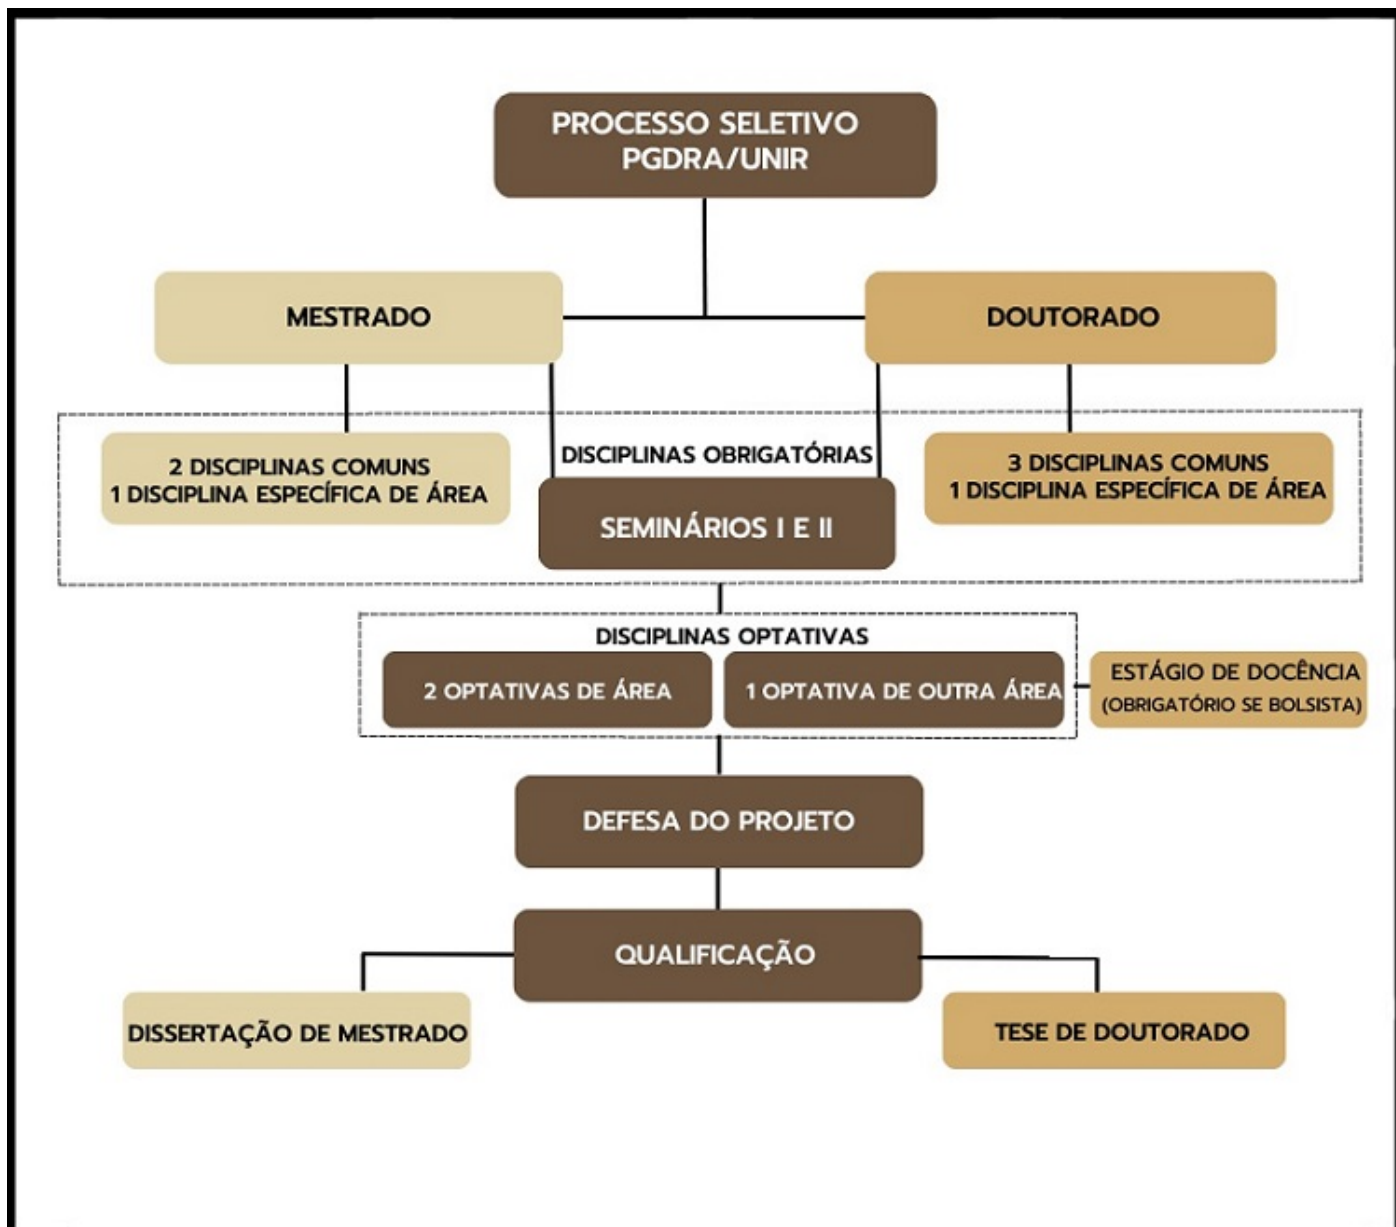 PROCESSO SELETIVO
PGDRA/UNIR
MESTRADO
DOUTORADO
2 DISCIPLINAS COMUNS
1 DISCIPLINA ESPECÍFICA DE ÁREA
DISCIPLINAS OBRIGATÓRIAS
SEMINÁRIOS I E II
3 DISCIPLINAS COMUNS
1 DISCIPLINA ESPECÍFICA DE ÁREA
DISCIPLINAS OPTATIVAS
2 OPTATIVAS DE ÁREA
1 OPTATIVA DE OUTRA ÁREA
ESTÁGIO DE DOCÊNCIA
(OBRIGATÓRIO SE BOLSISTA)
DEFESA DO PROJETO
QUALIFICAÇÃO
DISSERTAÇÃO DE MESTRADO
TESE DE DOUTORADO